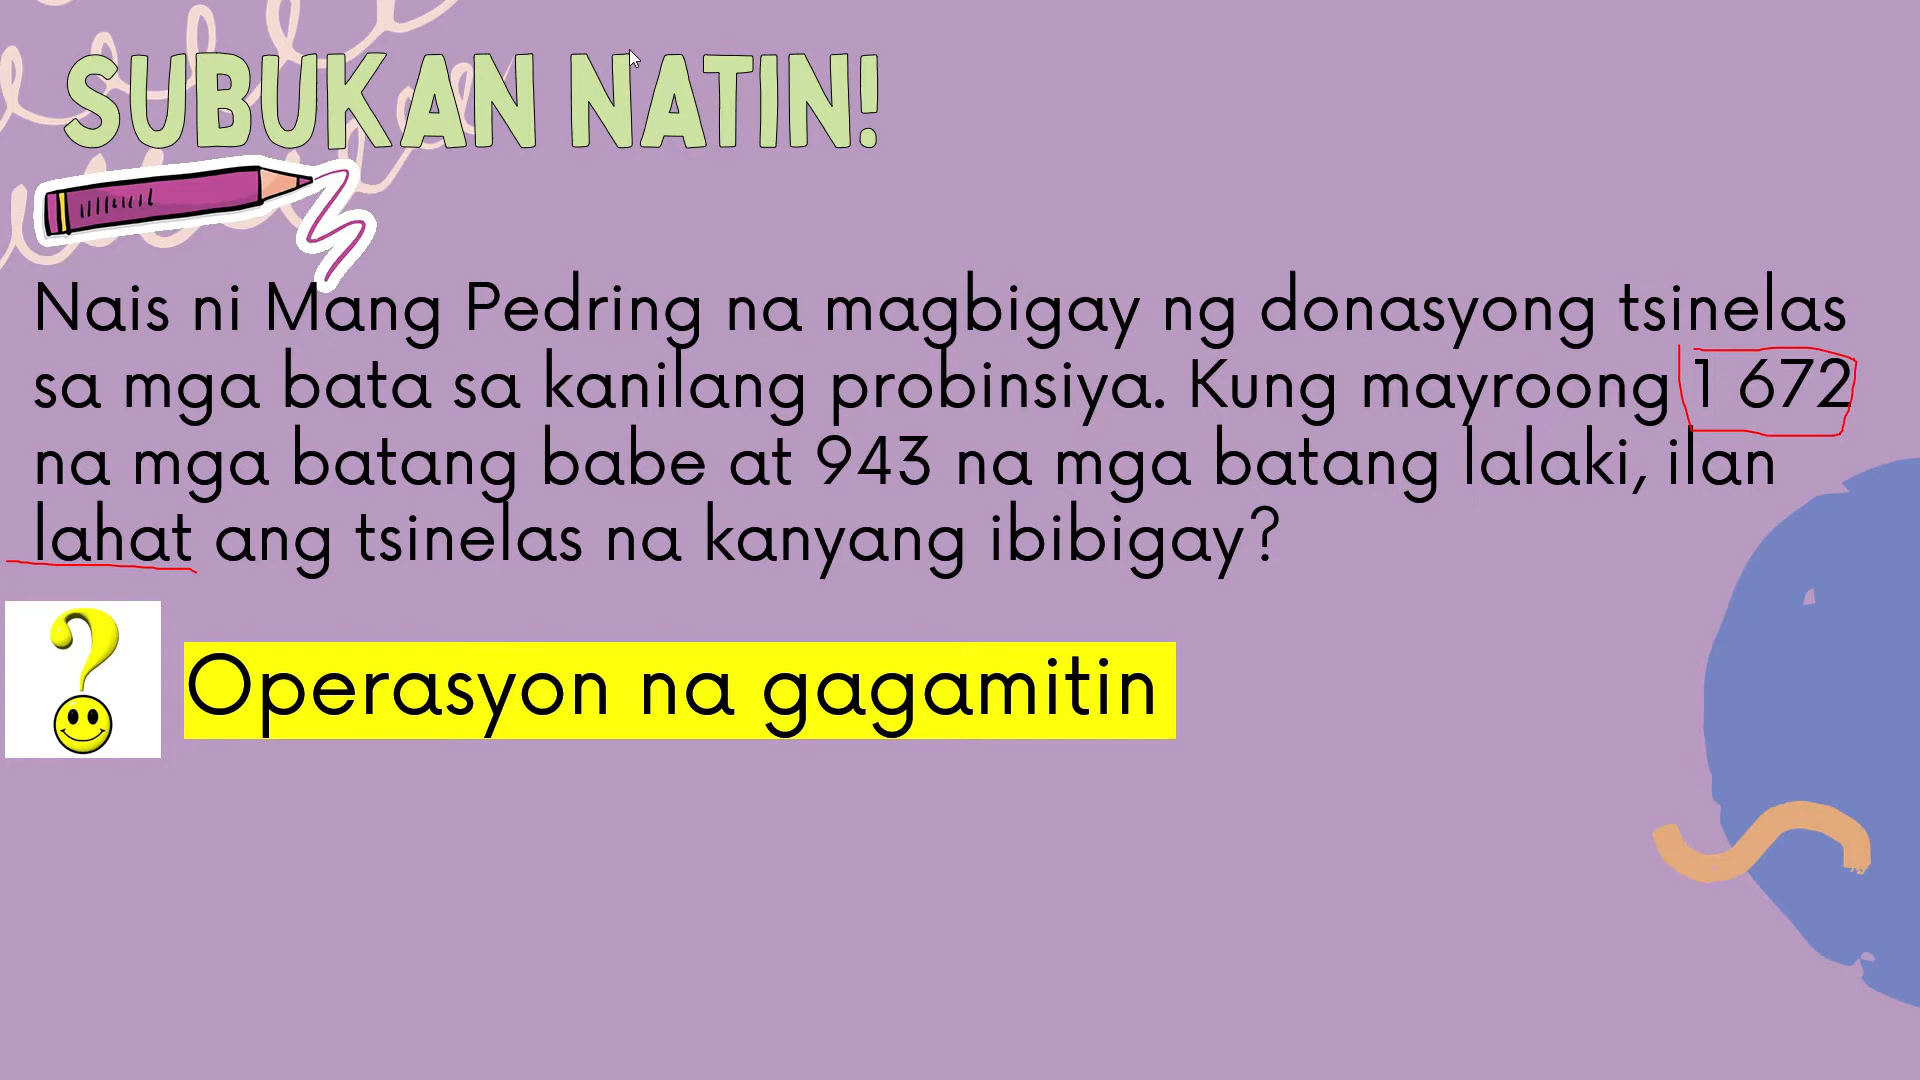 SUBUKAN NATIN!
Nais ni Mang Pedring na magbigay ng donasyong tsinelas
sa mga bata sa kanilang probinsiya. Kung mayroong 1 672
na mga batang babe at 943 na mga batang lalaki, ilan
lahat ang tsinelas na kanyang ibibigay?
Operasyon na gagamitin